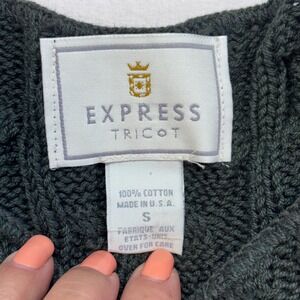 EXPRESS
TRICOT
100% COTTON
MADE IN U.S.A.
S
FABRIQUE AUX
ETATS-UNIS
OVER FOR CARE